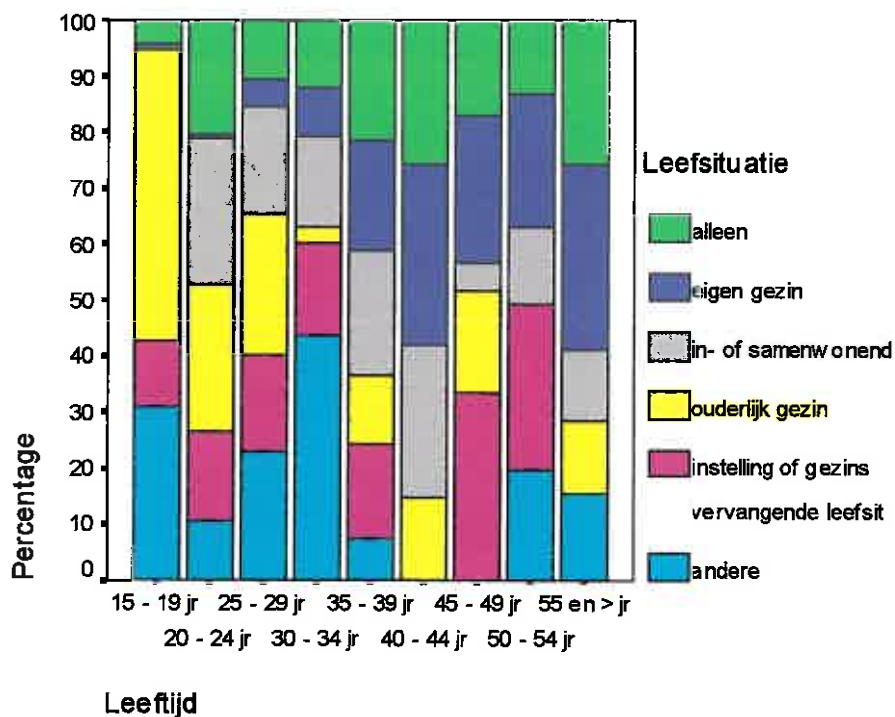 100
90
80
70
60
50
40
30
20
10
0
Percentage
15 - 19 jr 25 - 29 jr 35 - 39 jr 45 - 49 jr 55 en > jr
20 - 24 jr 30 - 34 jr 40 - 44 jr 50 - 54 jr
Leeftijd
Leefsituatie
alleen
eigen gezin
in- of samenwonend
ouderlijk gezin
instelling of gezins
vervangende leefsit
andere